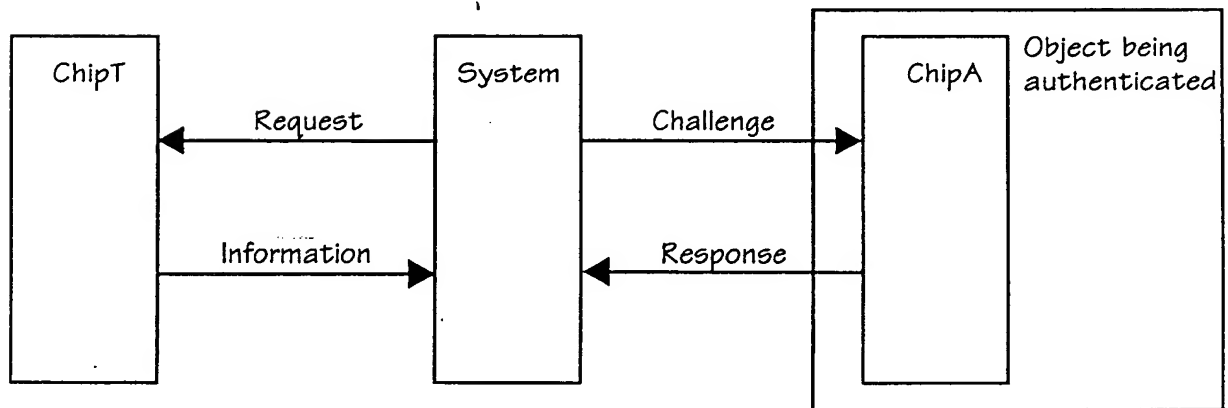 ChipT
System
ChipA
Object being
authenticated
Request
Challenge
Information
Response